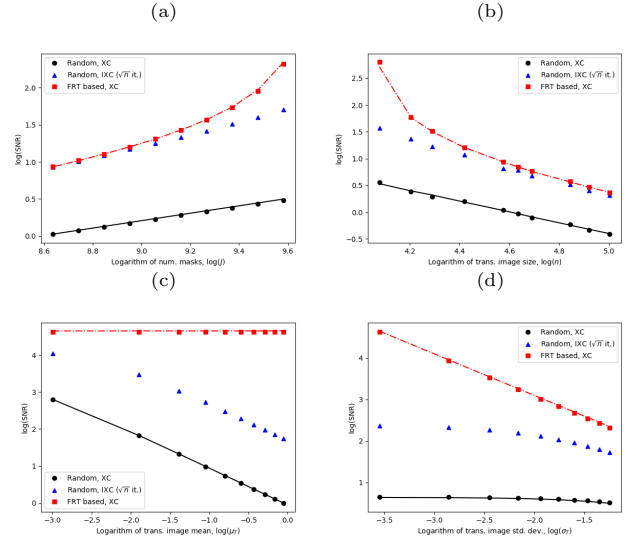 (a)
Random, XC
Random, IXC (√n it.)
FRT based, XC
log(SNR)
2.0
1.5
1.0
0.5
0.0
8.6 8.8 9.0 9.2 9.4 9.6
Logarithm of num. masks, log(J)
(b)
Random, XC
Random, IXC (√n it.)
FRT based, XC
log(SNR)
2.5
2.0
1.5
1.0
0.5
0.0
−0.5
4.2 4.4 4.6 4.8 5.0
Logarithm of trans. image size, log(n)
(c)
log(SNR)
4
3
2
1
0
Random, XC
Random, IXC (√n it.)
FRT based, XC
−3.0 −2.5 −2.0 −1.5 −1.0 −0.5 0.0
Logarithm of trans. image mean, log(μT)
(d)
Random, XC
Random, IXC (√n it.)
FRT based, XC
log(SNR)
4
3
2
1
0
−3.5 −3.0 −2.5 −2.0 −1.5
Logarithm of trans. image std. dev., log(σT)